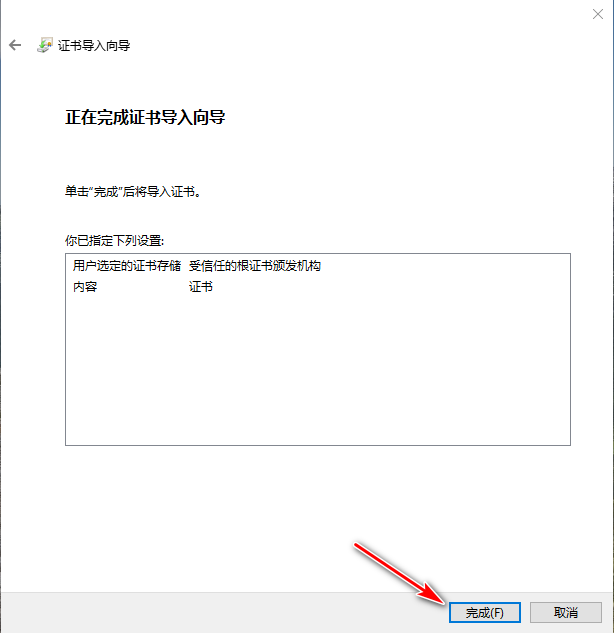 证书导入向导
正在完成证书导入向导
单击“完成”后将导入证书。
你已指定下列设置:
用户选定的证书存储 受信任的根证书颁发机构
内容 证书
完成(F) 取消